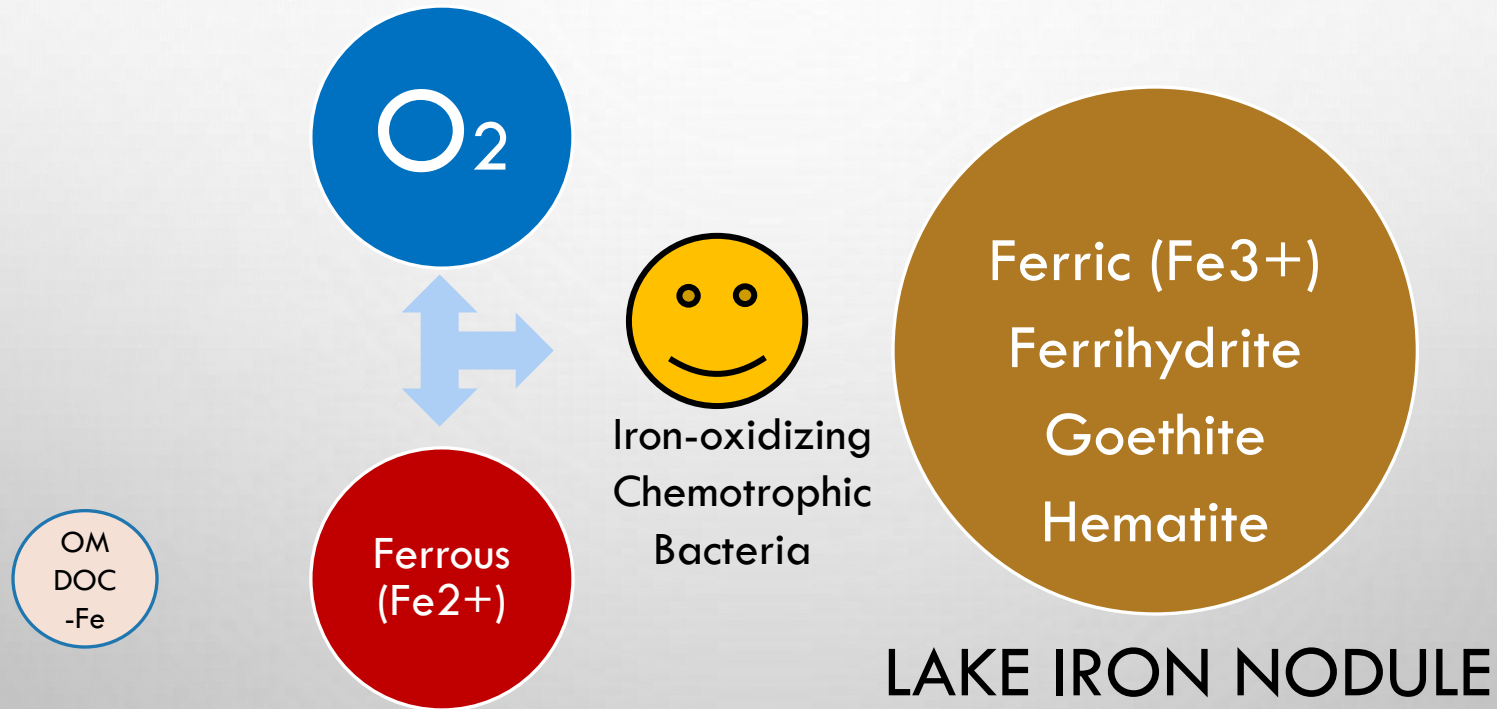 O2
Iron-oxidizing
Chemotrophic
Bacteria
Ferric (Fe3+)
Ferrihydrite
Goethite
Hematite
OM
DOC
-Fe
Ferrous
(Fe2+)
LAKE IRON NODULE